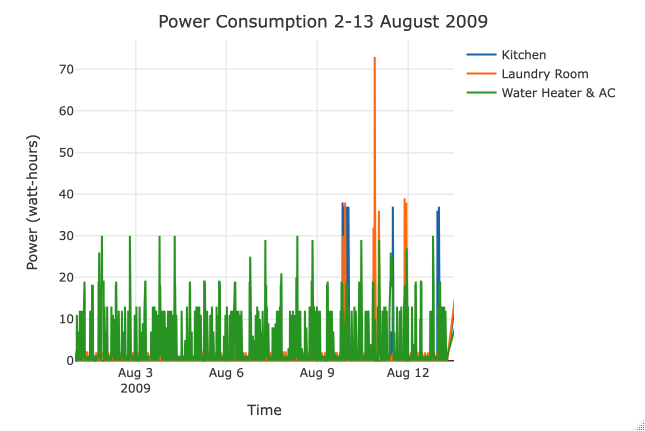 Power Consumption 2-13 August 2009
Kitchen
Laundry Room
Water Heater & AC
70
60
50
40
30
20
10
0
Power (watt-hours)
Aug 3
2009
Aug 6
Aug 9
Aug 12
Time